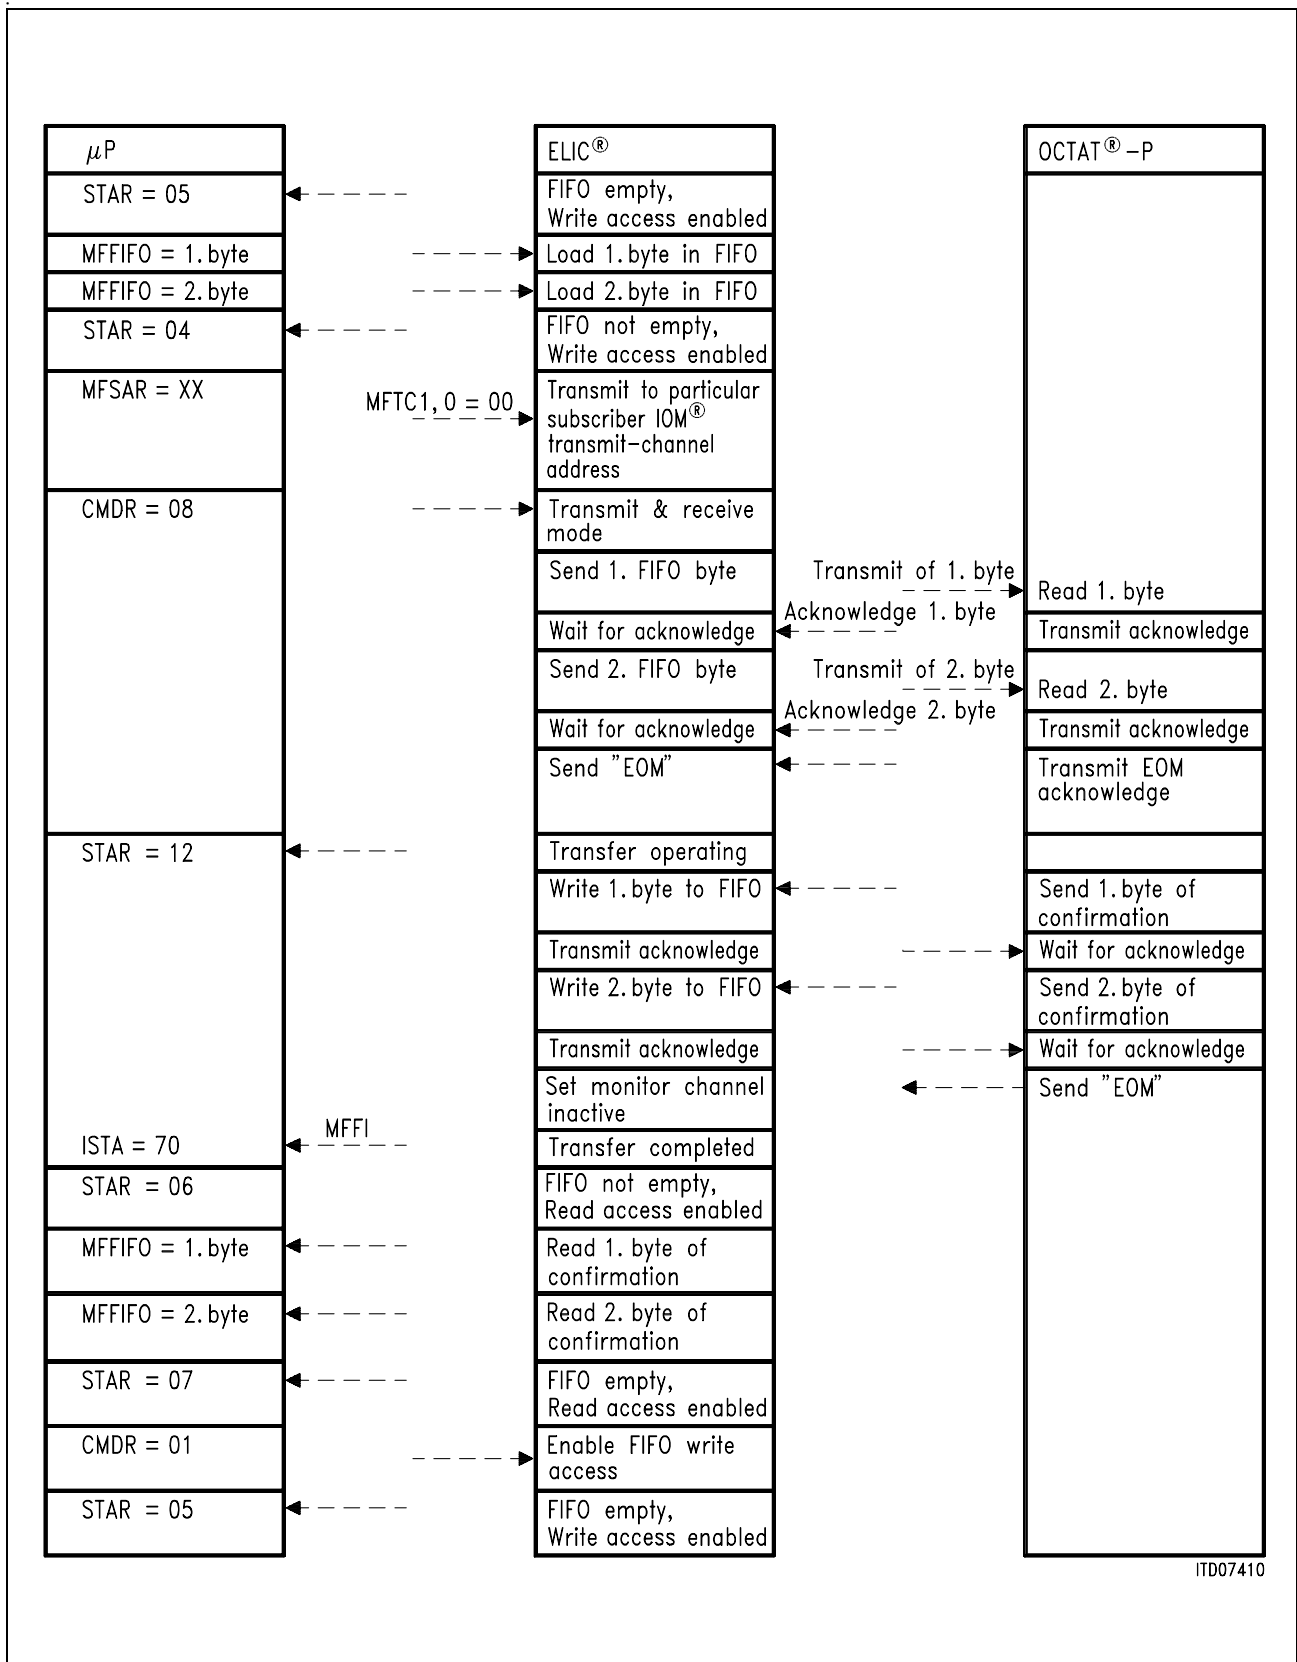 μP
ELIC®
OCTAT®-P
STAR = 05
FIFO empty,
Write access enabled
MFFIFO = 1.byte
Load 1.byte in FIFO
MFFIFO = 2.byte
Load 2.byte in FIFO
STAR = 04
FIFO not empty,
Write access enabled
MFSAR = XX
MFTC1,0 = 00
Transmit to particular
subscriber IOM®
transmit-channel
address
CMDR = 08
Transmit & receive
mode
Send 1. FIFO byte
Transmit of 1.byte
Read 1. byte
Acknowledge 1.byte
Wait for acknowledge
Transmit acknowledge
Send 2. FIFO byte
Transmit of 2.byte
Read 2. byte
Acknowledge 2.byte
Wait for acknowledge
Transmit acknowledge
Send "EOM"
Transmit EOM
acknowledge
STAR = 12
Transfer operating
Write 1.byte to FIFO
Send 1.byte of
confirmation
Transmit acknowledge
Wait for acknowledge
Write 2.byte to FIFO
Send 2.byte of
confirmation
Transmit acknowledge
Wait for acknowledge
Set monitor channel
inactive
Send "EOM"
ISTA = 70
MFFI
Transfer completed
STAR = 06
FIFO not empty,
Read access enabled
MFFIFO = 1.byte
Read 1. byte of
confirmation
MFFIFO = 2.byte
Read 2. byte of
confirmation
STAR = 07
FIFO empty,
Read access enabled
CMDR = 01
Enable FIFO write
access
STAR = 05
FIFO empty,
Write access enabled
ITD07410